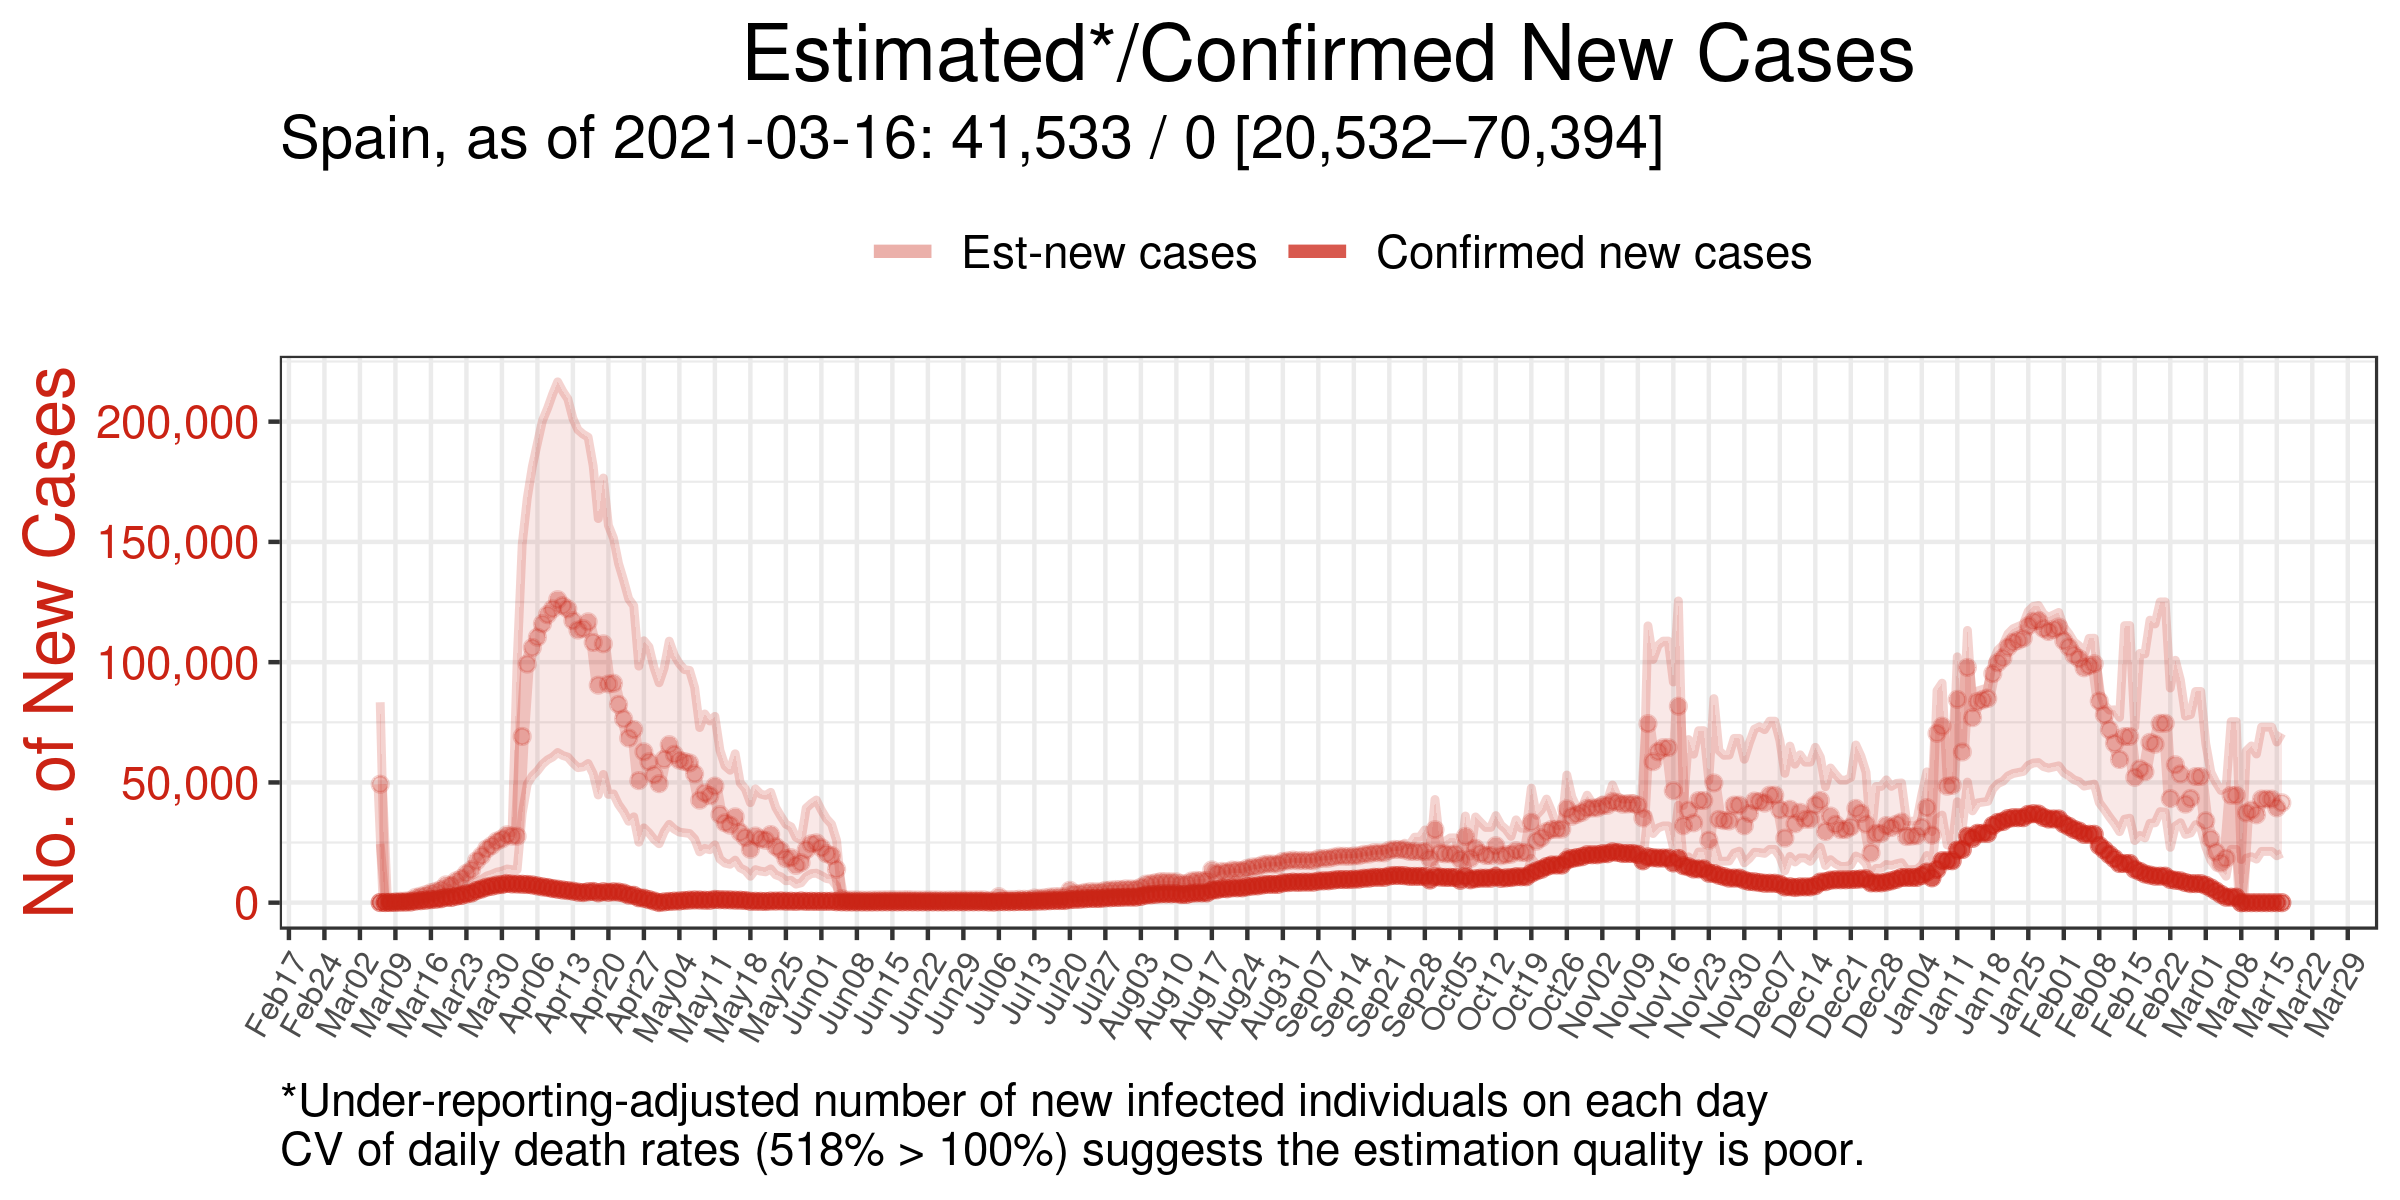 Estimated*/Confirmed New Cases
Spain, as of 2021-03-16: 41,533 / 0 [20,532–70,394]
Est-new cases
Confirmed new cases
No. of New Cases
200,000
150,000
100,000
50,000
0
Feb17
Feb24
Mar02
Mar09
Mar16
Mar23
Mar30
Apr06
Apr13
Apr20
Apr27
May04
May11
May18
May25
Jun01
Jun08
Jun15
Jun22
Jun29
Jul06
Jul13
Jul20
Jul27
Aug03
Aug10
Aug17
Aug24
Aug31
Sep07
Sep14
Sep21
Sep28
Oct05
Oct12
Oct19
Oct26
Nov02
Nov09
Nov16
Nov23
Nov30
Dec07
Dec14
Dec21
Dec28
Jan04
Jan11
Jan18
Jan25
Feb01
Feb08
Feb15
Feb22
Mar01
Mar08
Mar15
Mar22
Mar29
*Under-reporting-adjusted number of new infected individuals on each day
CV of daily death rates (518% > 100%) suggests the estimation quality is poor.